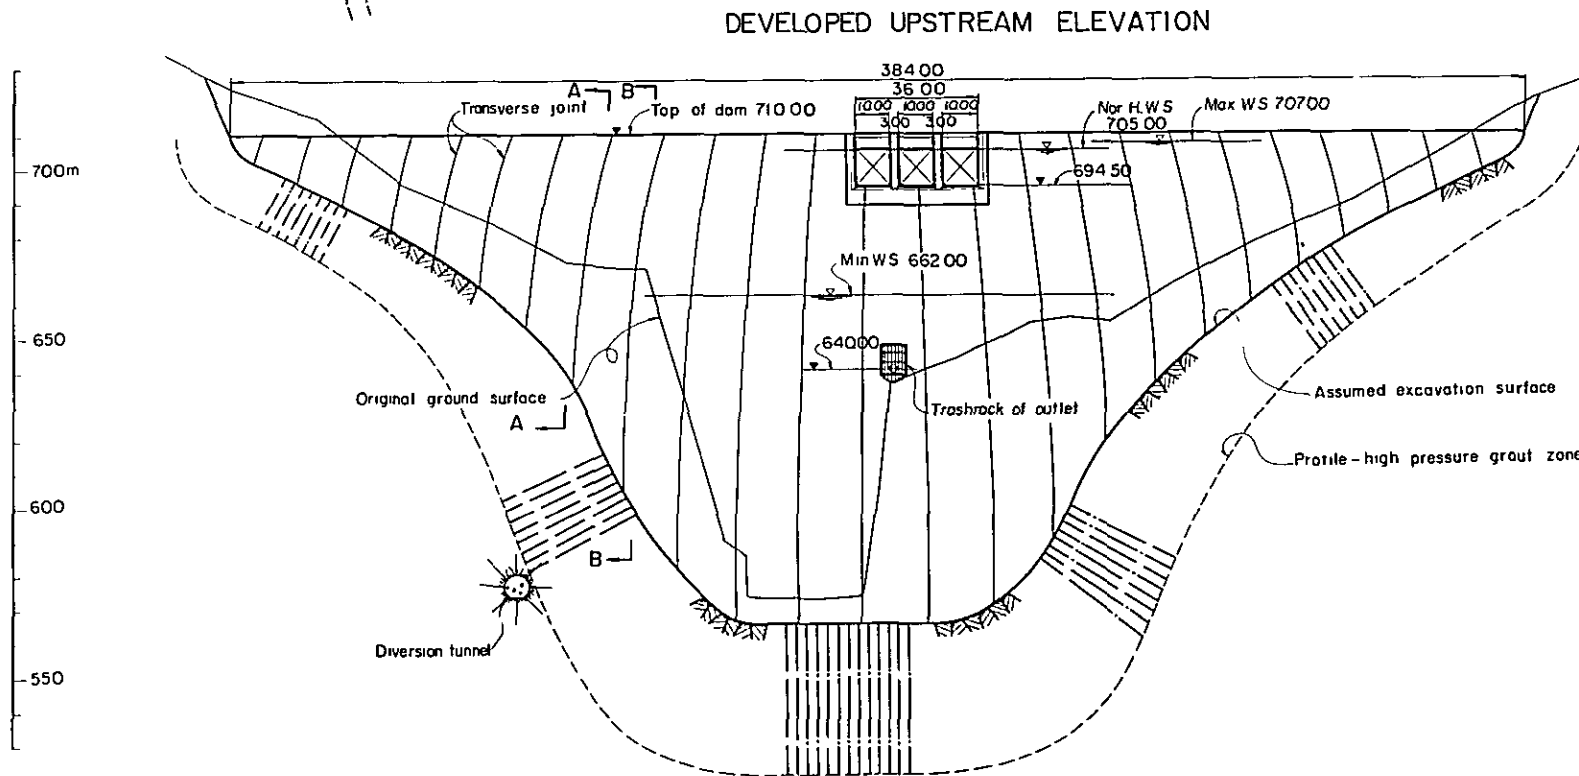 DEVELOPED UPSTREAM ELEVATION
384 00
36 00
10 00 10 00 10 00
3 00 3 00
A B
Transverse joint
Top of dam 710 00
Nor H.W S
705 00
Max WS 707 00
700m
694 50
Min WS 662 00
650
640 00
Original ground surface
Trashrack of outlet
Assumed excavation surface
A
Profile-high pressure grout zone
600
B
Diversion tunnel
550